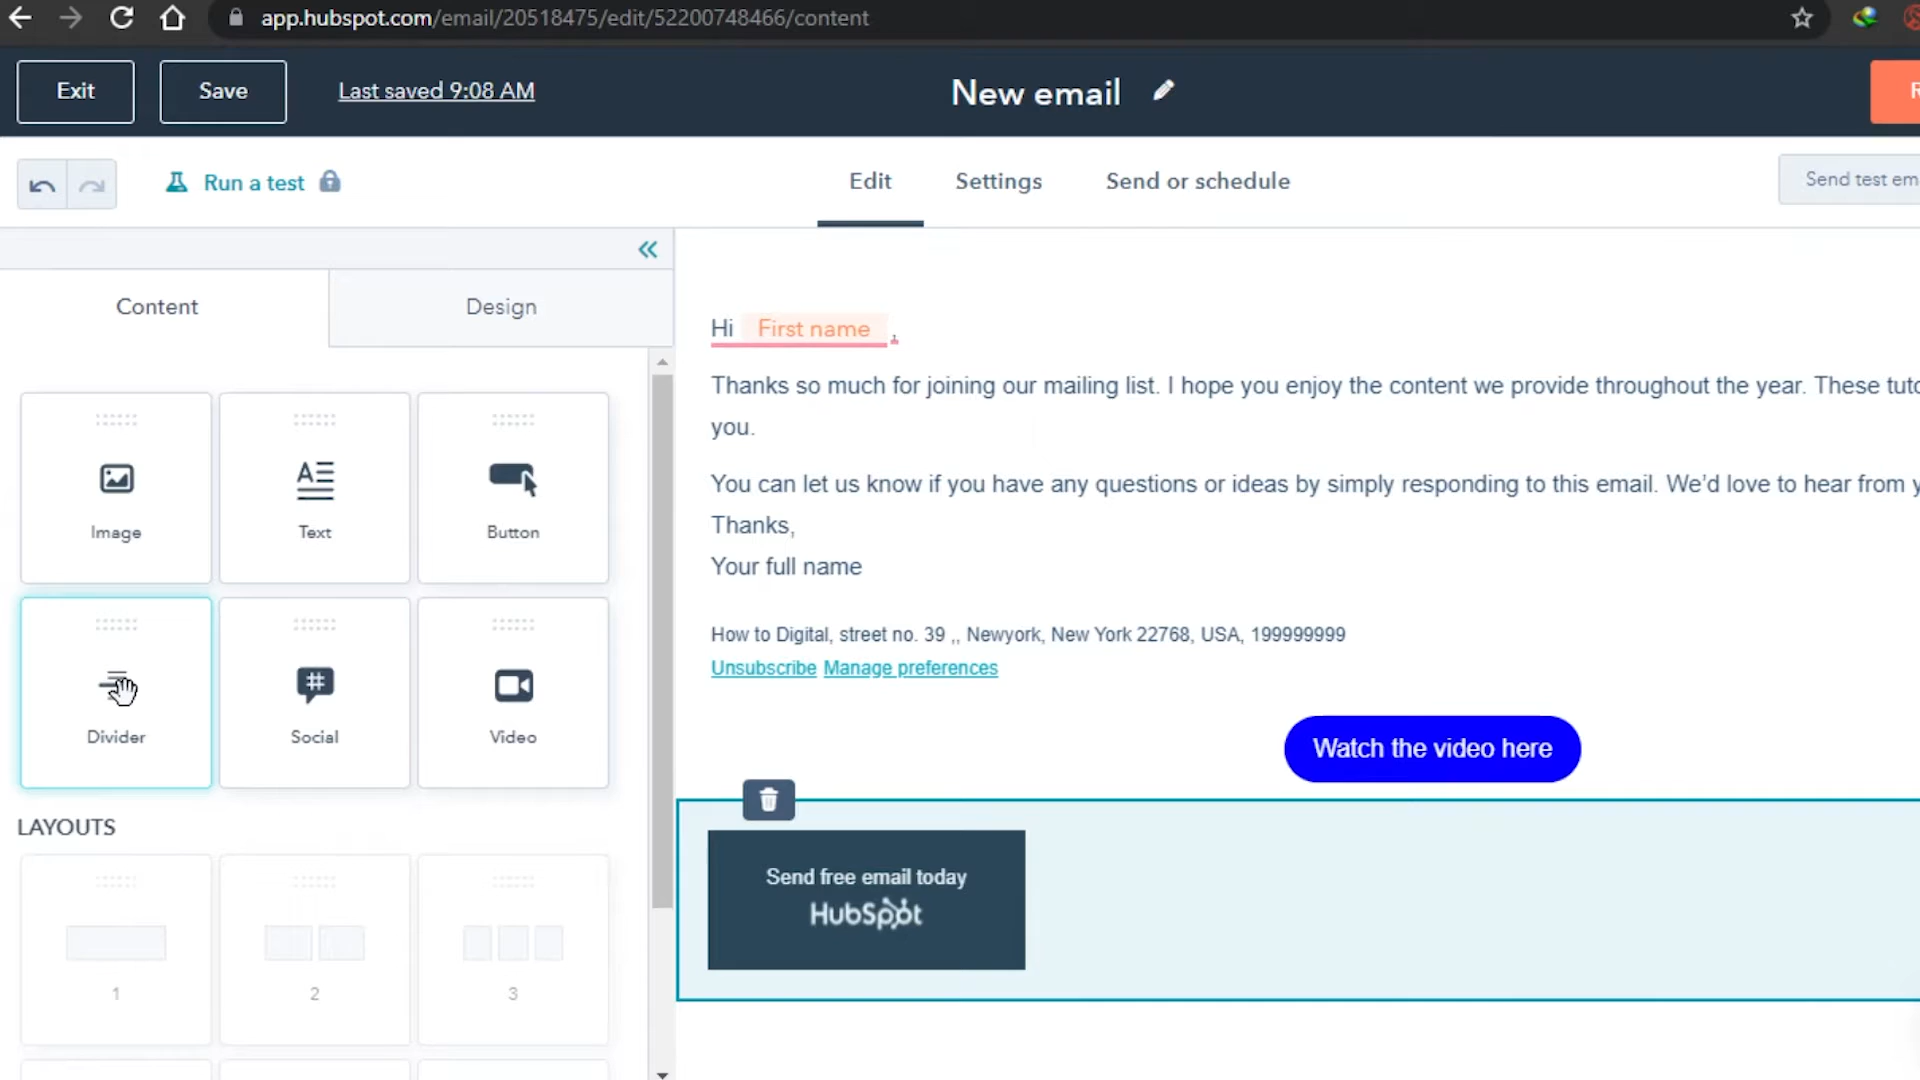 app.hubspot.com/email/20518475/edit/52200748466/content
Exit
Save
Last saved 9:08 AM
New email
R
Run a test
Edit
Settings
Send or schedule
Send test em
Content
Design
Image
Text
Button
Divider
Social
Video
LAYOUTS
1
2
3
Hi First name ,
Thanks so much for joining our mailing list. I hope you enjoy the content we provide throughout the year. These tuto
you.
You can let us know if you have any questions or ideas by simply responding to this email. We'd love to hear from y
Thanks,
Your full name
How to Digital, street no. 39 ,, Newyork, New York 22768, USA, 199999999
Unsubscribe Manage preferences
Watch the video here
Send free email today
HubSpot